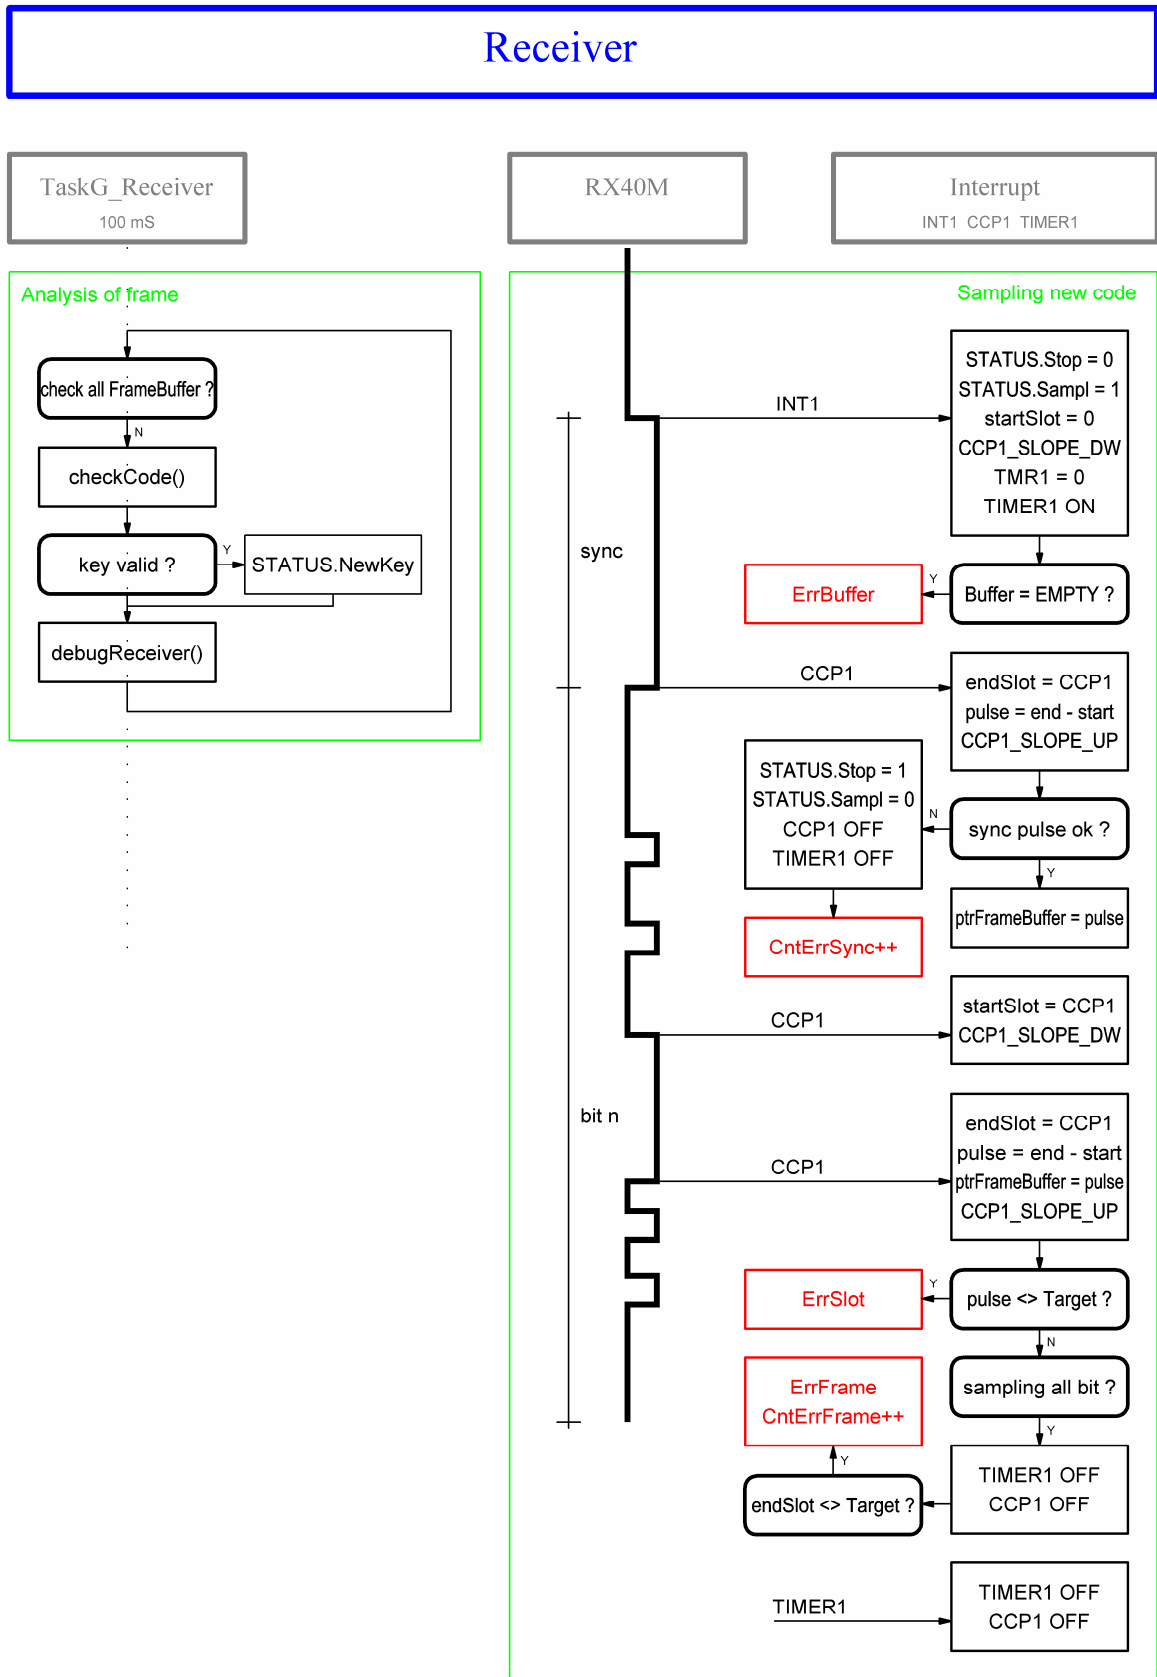 Receiver
TaskG_Receiver
100 mS
RX40M
Interrupt
INT1 CCP1 TIMER1
Analysis of frame
check all FrameBuffer ?
N
checkCode()
key valid ?
Y
STATUS.NewKey
debugReceiver()
Sampling new code
sync
bit n
INT1
STATUS.Stop = 0
STATUS.Sampl = 1
startSlot = 0
CCP1_SLOPE_DW
TMR1 = 0
TIMER1 ON
Buffer = EMPTY ?
Y
ErrBuffer
CCP1
endSlot = CCP1
pulse = end - start
CCP1_SLOPE_UP
sync pulse ok ?
N
STATUS.Stop = 1
STATUS.Sampl = 0
CCP1 OFF
TIMER1 OFF
CntErrSync++
Y
ptrFrameBuffer = pulse
CCP1
startSlot = CCP1
CCP1_SLOPE_DW
CCP1
endSlot = CCP1
pulse = end - start
ptrFrameBuffer = pulse
CCP1_SLOPE_UP
pulse <> Target ?
Y
ErrSlot
N
sampling all bit ?
Y
TIMER1 OFF
CCP1 OFF
endSlot <> Target ?
Y
ErrFrame
CntErrFrame++
TIMER1
TIMER1 OFF
CCP1 OFF